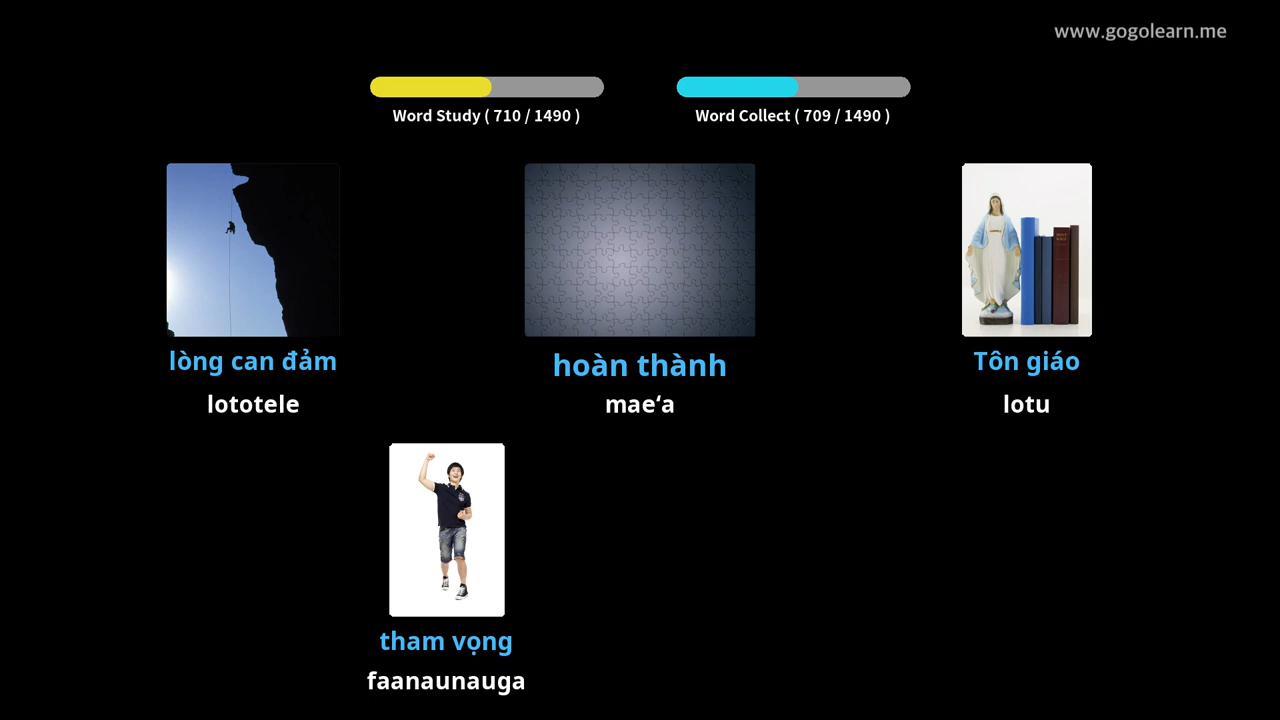 www.gogolearn.me
Word Study ( 710 / 1490 )
Word Collect ( 709 / 1490 )
lòng can đảm
hoàn thành
Tôn giáo
lototele
maeʻa
lotu
tham vọng
faanaunauga